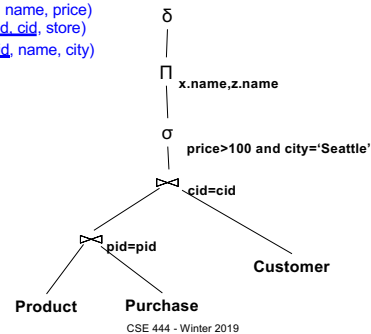 name, price)
d, cid, store)
d, name, city)
δ
Π x.name,z.name
σ
price>100 and city=‘Seattle’
cid=cid
pid=pid
Customer
Product Purchase
CSE 444 - Winter 2019